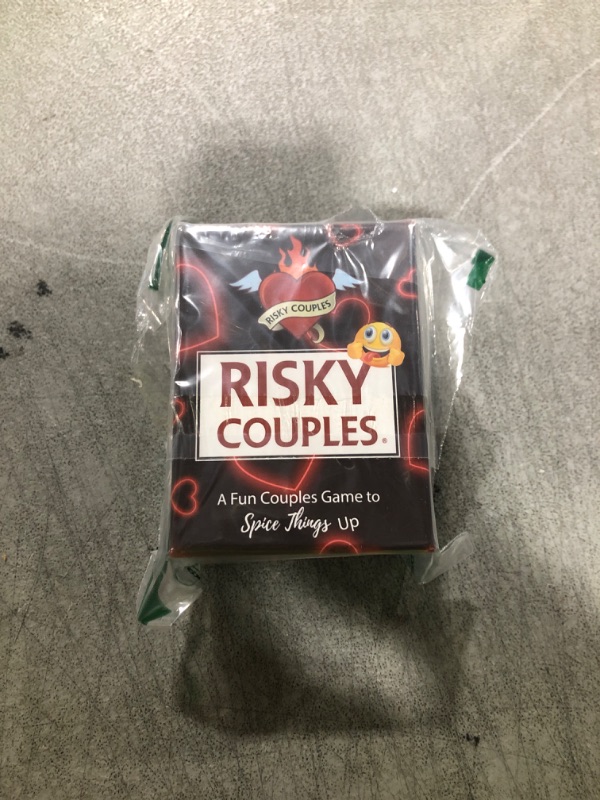 RISKY COUPLES
RISKY
COUPLES®
A Fun Couples Game to
Spice Things Up